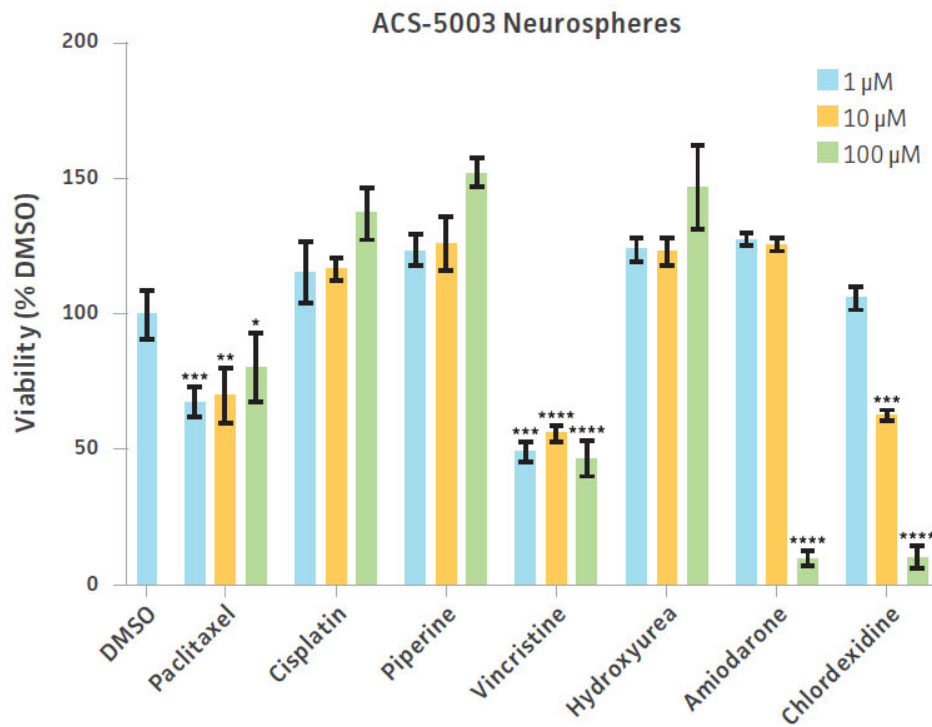 ACS-5003 Neurospheres
200
150
100
50
0
Viability (% DMSO)
1 µM
10 µM
100 µM
***
**
*
***
****
****
****
***
****
DMSO
Paclitaxel
Cisplatin
Piperine
Vincristine
Hydroxyurea
Amiodarone
Chlordexidine